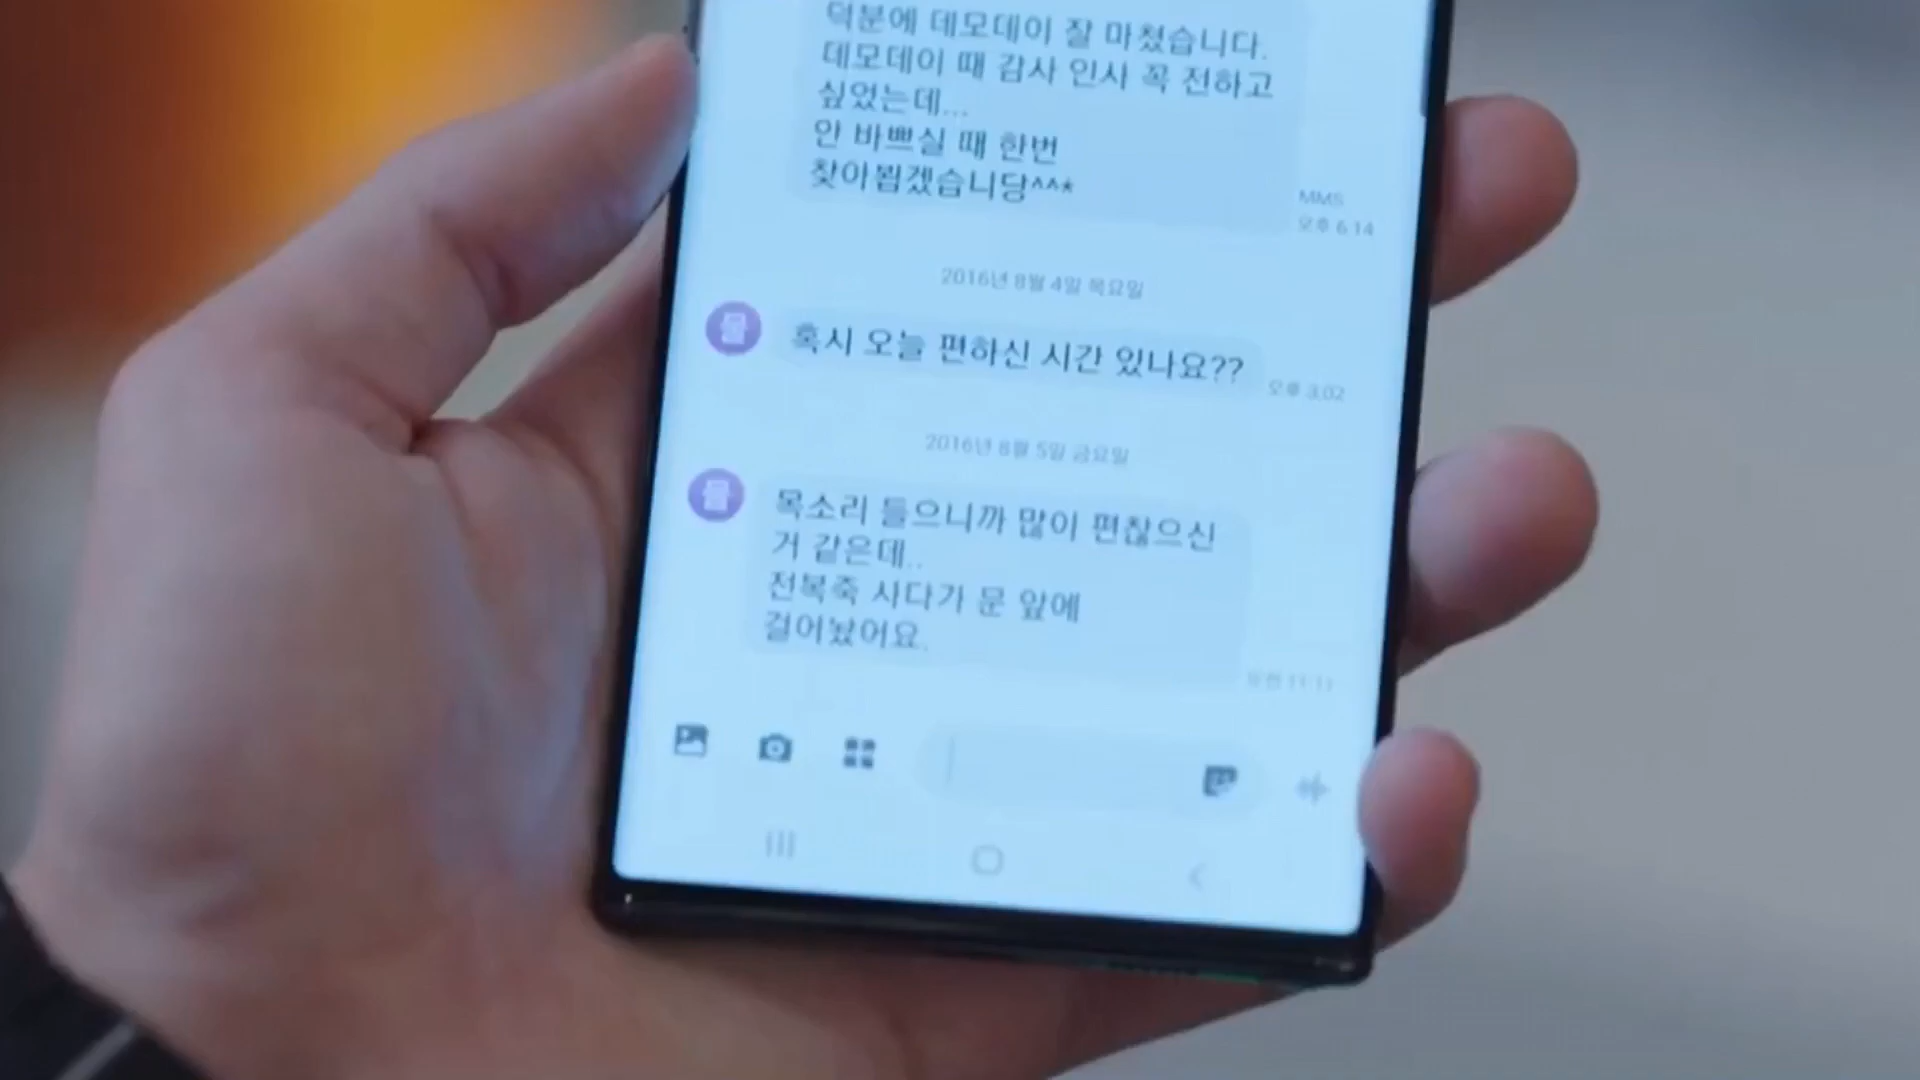 덕분에 데모데이 잘 마쳤습니다.
데모데이 때 감사 인사 꼭 전하고
싶었는데...
안 바쁘실 때 한번
찾아뵙겠습니당^^*
MMS
오후 6:14
2016년 8월 4일 목요일
혹시 오늘 편하신 시간 있나요??
오후 3:02
2016년 8월 5일 금요일
목소리 들으니까 많이 편찮으신
거 같은데..
전복죽 사다가 문 앞에
걸어놨어요.
오전 11:11